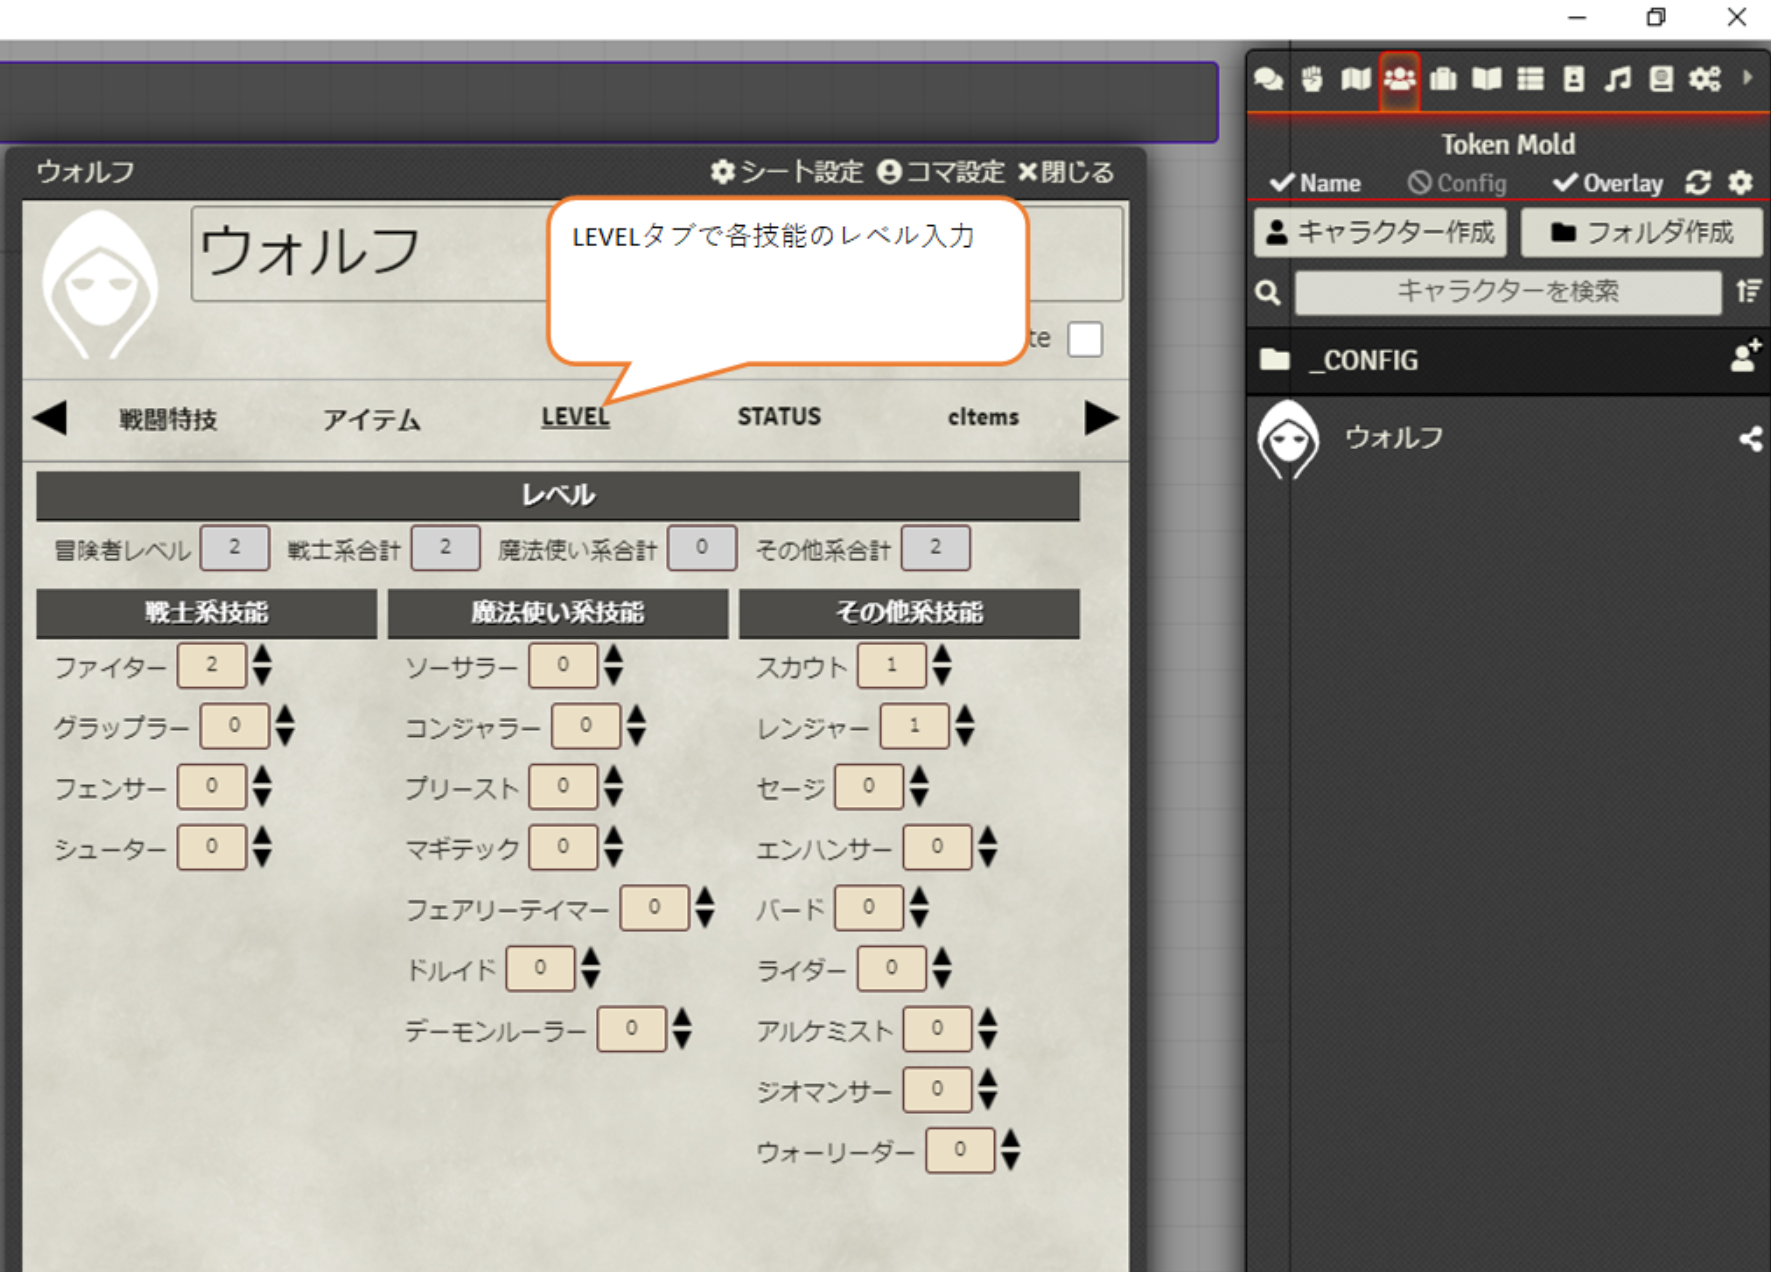 Token Mold
Name Config Overlay
キャラクター作成 フォルダ作成
キャラクターを検索
_CONFIG
ウォルフ
ウォルフ シート設定 コマ設定 閉じる
ウォルフ
LEVELタブで各技能のレベル入力
te
戦闘特技 アイテム LEVEL STATUS cItems
レベル
冒険者レベル 2 戦士系合計 2 魔法使い系合計 0 その他系合計 2
戦士系技能 魔法使い系技能 その他系技能
ファイター 2 ソーサラー 0 スカウト 1
グラップラー 0 コンジャラー 0 レンジャー 1
フェンサー 0 プリースト 0 セージ 0
シューター 0 マギテック 0 エンハンサー 0
フェアリーテイマー 0 バード 0
ドルイド 0 ライダー 0
デーモンルーラー 0 アルケミスト 0
ジオマンサー 0
ウォーリーダー 0